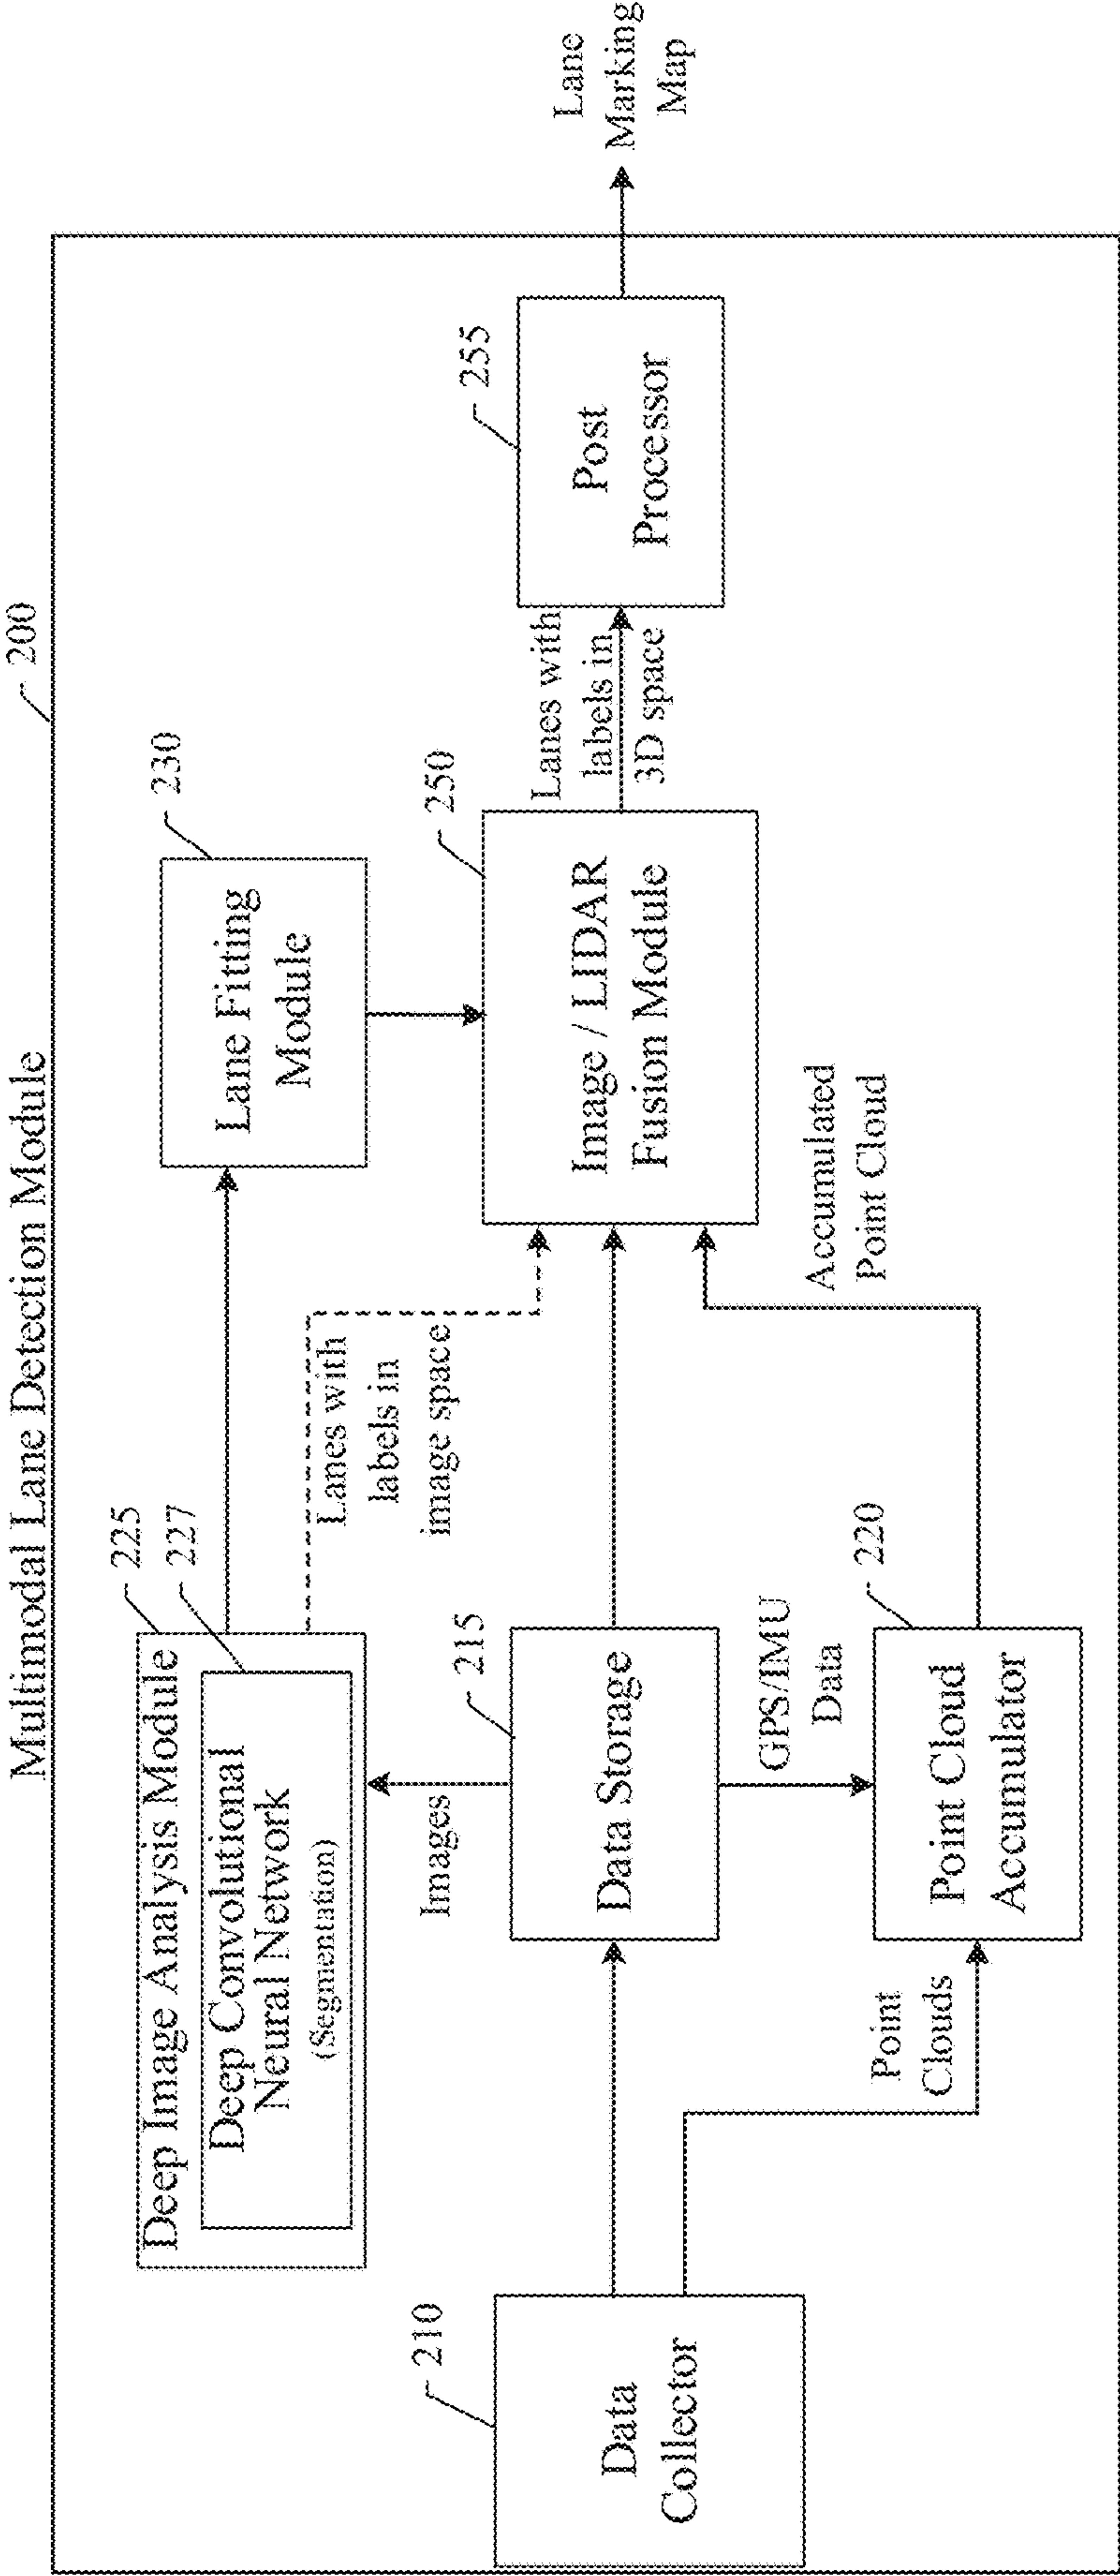 Multimodal Lane Detection Module
200
Deep Image Analysis Module
225
Deep Convolutional
Neural Network
(Segmentation)
227
Lane Fitting
Module
230
Lanes with
labels in
image space
Images
Data
Collector
210
Data Storage
215
Image / LIDAR
Fusion Module
250
Lanes with
labels in
3D space
Post
Processor
255
Lane
Marking
Map
GPS/IMU
Data
Point
Clouds
Point Cloud
Accumulator
220
Accumulated
Point Cloud